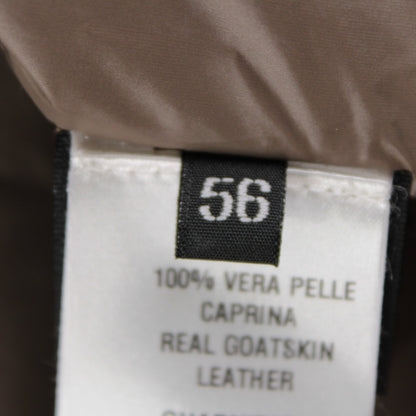 56
100% VERA PELLE
CAPRINA
REAL GOATSKIN
LEATHER